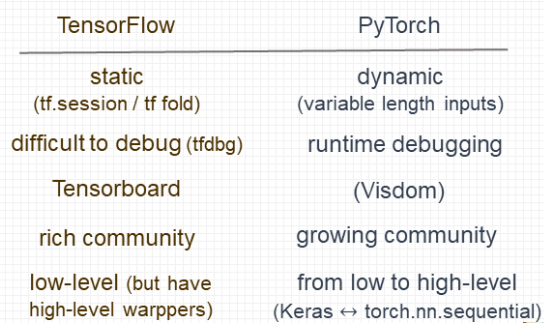 TensorFlow PyTorch
static dynamic
(tf.session / tf fold) (variable length inputs)
difficult to debug (tfdbg) runtime debugging
Tensorboard (Visdom)
rich community growing community
low-level (but have from low to high-level
high-level warppers) (Keras ↔ torch.nn.sequential)